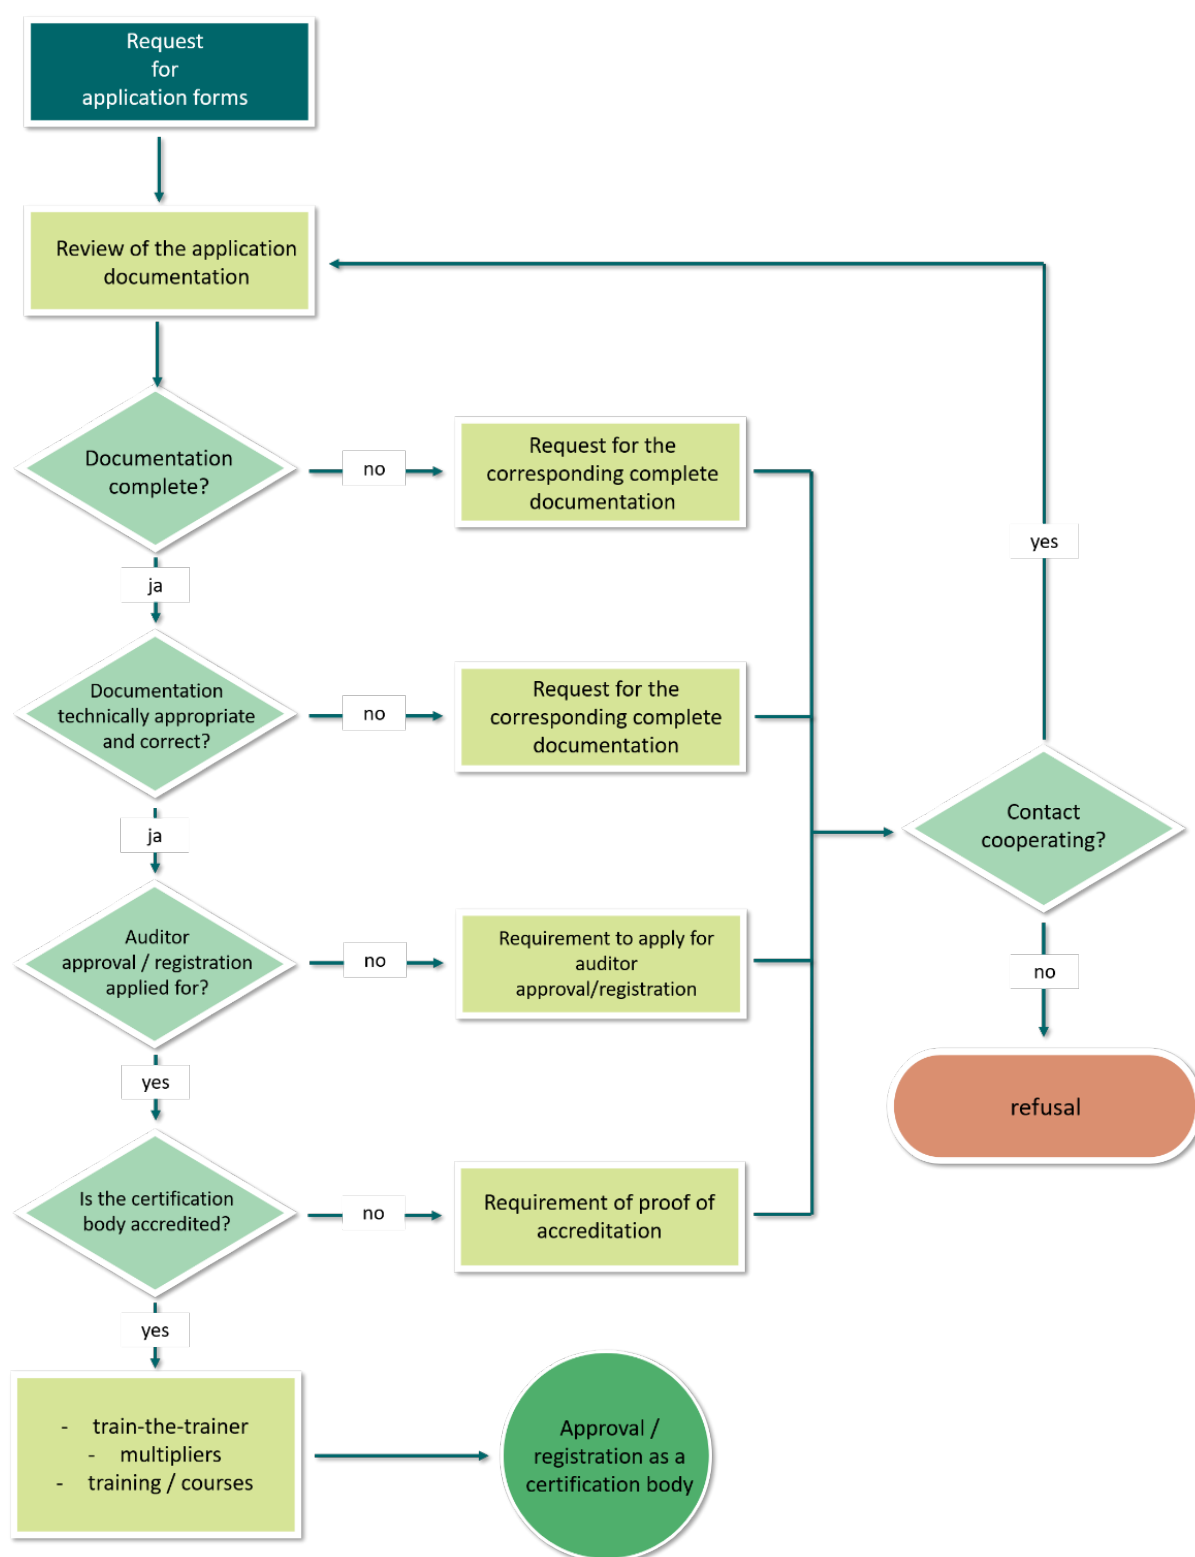 Request
for
application forms
Review of the application
documentation
Documentation
complete?
no
Request for the
corresponding complete
documentation
yes
ja
Documentation
technically appropriate
and correct?
no
Request for the
corresponding complete
documentation
Contact
cooperating?
ja
Auditor
approval / registration
applied for?
no
Requirement to apply for
auditor
approval/registration
no
yes
refusal
Is the certification
body accredited?
no
Requirement of proof of
accreditation
yes
- train-the-trainer
- multipliers
- training / courses
Approval /
registration as a
certification body